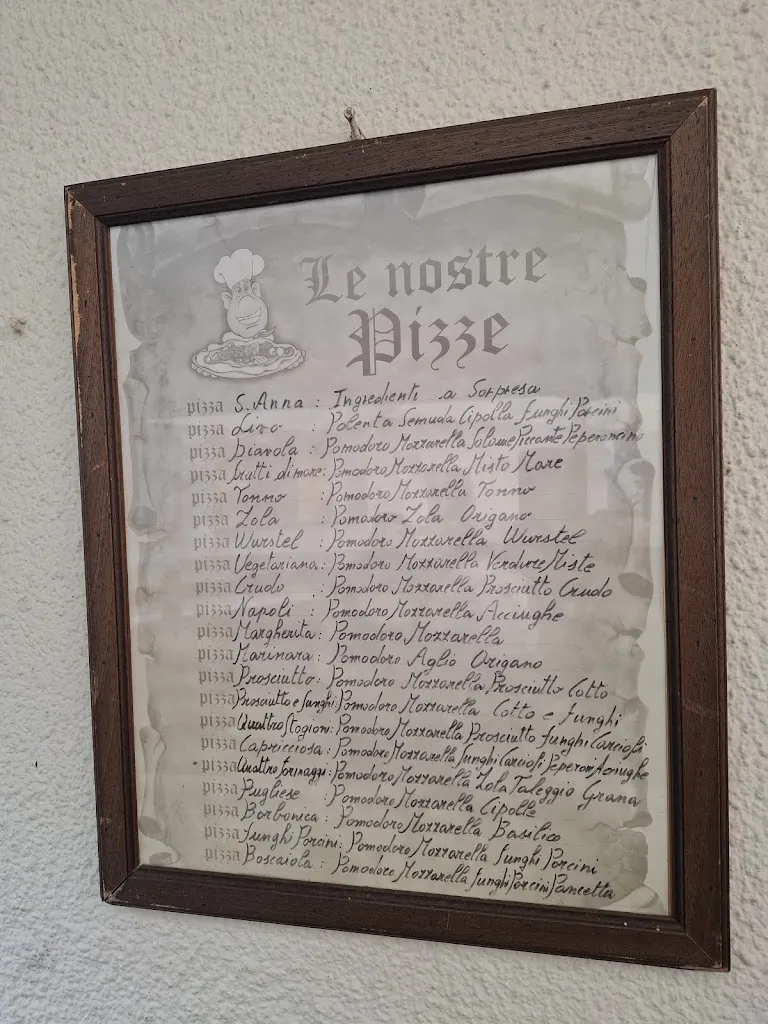 Le nostre
Pizze
pizza S. Anna : Ingredienti a Sorpresa
pizza Livo : Polenta Semuda Cipolla funghi Porcini
pizza Diavola : Pomodoro Mozzarella Salame Piccante Peperoncino
pizza frutti di mare: Pomodoro Mozzarella Misto Mare
pizza Tonno : Pomodoro Mozzarella Tonno
pizza Zola : Pomodoro Zola Origano
pizza Wurstel : Pomodoro Mozzarella Wurstel
pizza Vegetariana: Pomodoro Mozzarella Verdure Miste
pizza Crudo : Pomodoro Mozzarella Prosciutto Crudo
pizza Napoli : Pomodoro Mozzarella Acciughe
pizza Margherita: Pomodoro Mozzarella
pizza Marinara : Pomodoro Aglio Origano
pizza Prosciutto: Pomodoro Mozzarella, Prosciutto Cotto
pizza Prosciutto e funghi: Pomodoro Mozzarella Cotto e funghi
pizza Quattro Stagioni: Pomodoro Mozzarella Prosciutto funghi Carciofi
pizza Capricciosa : Pomodoro Mozzarella funghi Carciofi Peperoni Acciughe
pizza Quattro formaggi: Pomodoro Mozzarella Zola Taleggio Grana
pizza Pugliese : Pomodoro Mozzarella Cipolle
pizza Borbonica : Pomodoro Mozzarella Basilico
pizza funghi Porcini: Pomodoro Mozzarella funghi Porcini
pizza Boscaiola : Pomodoro Mozzarella funghi Porcini Pancetta